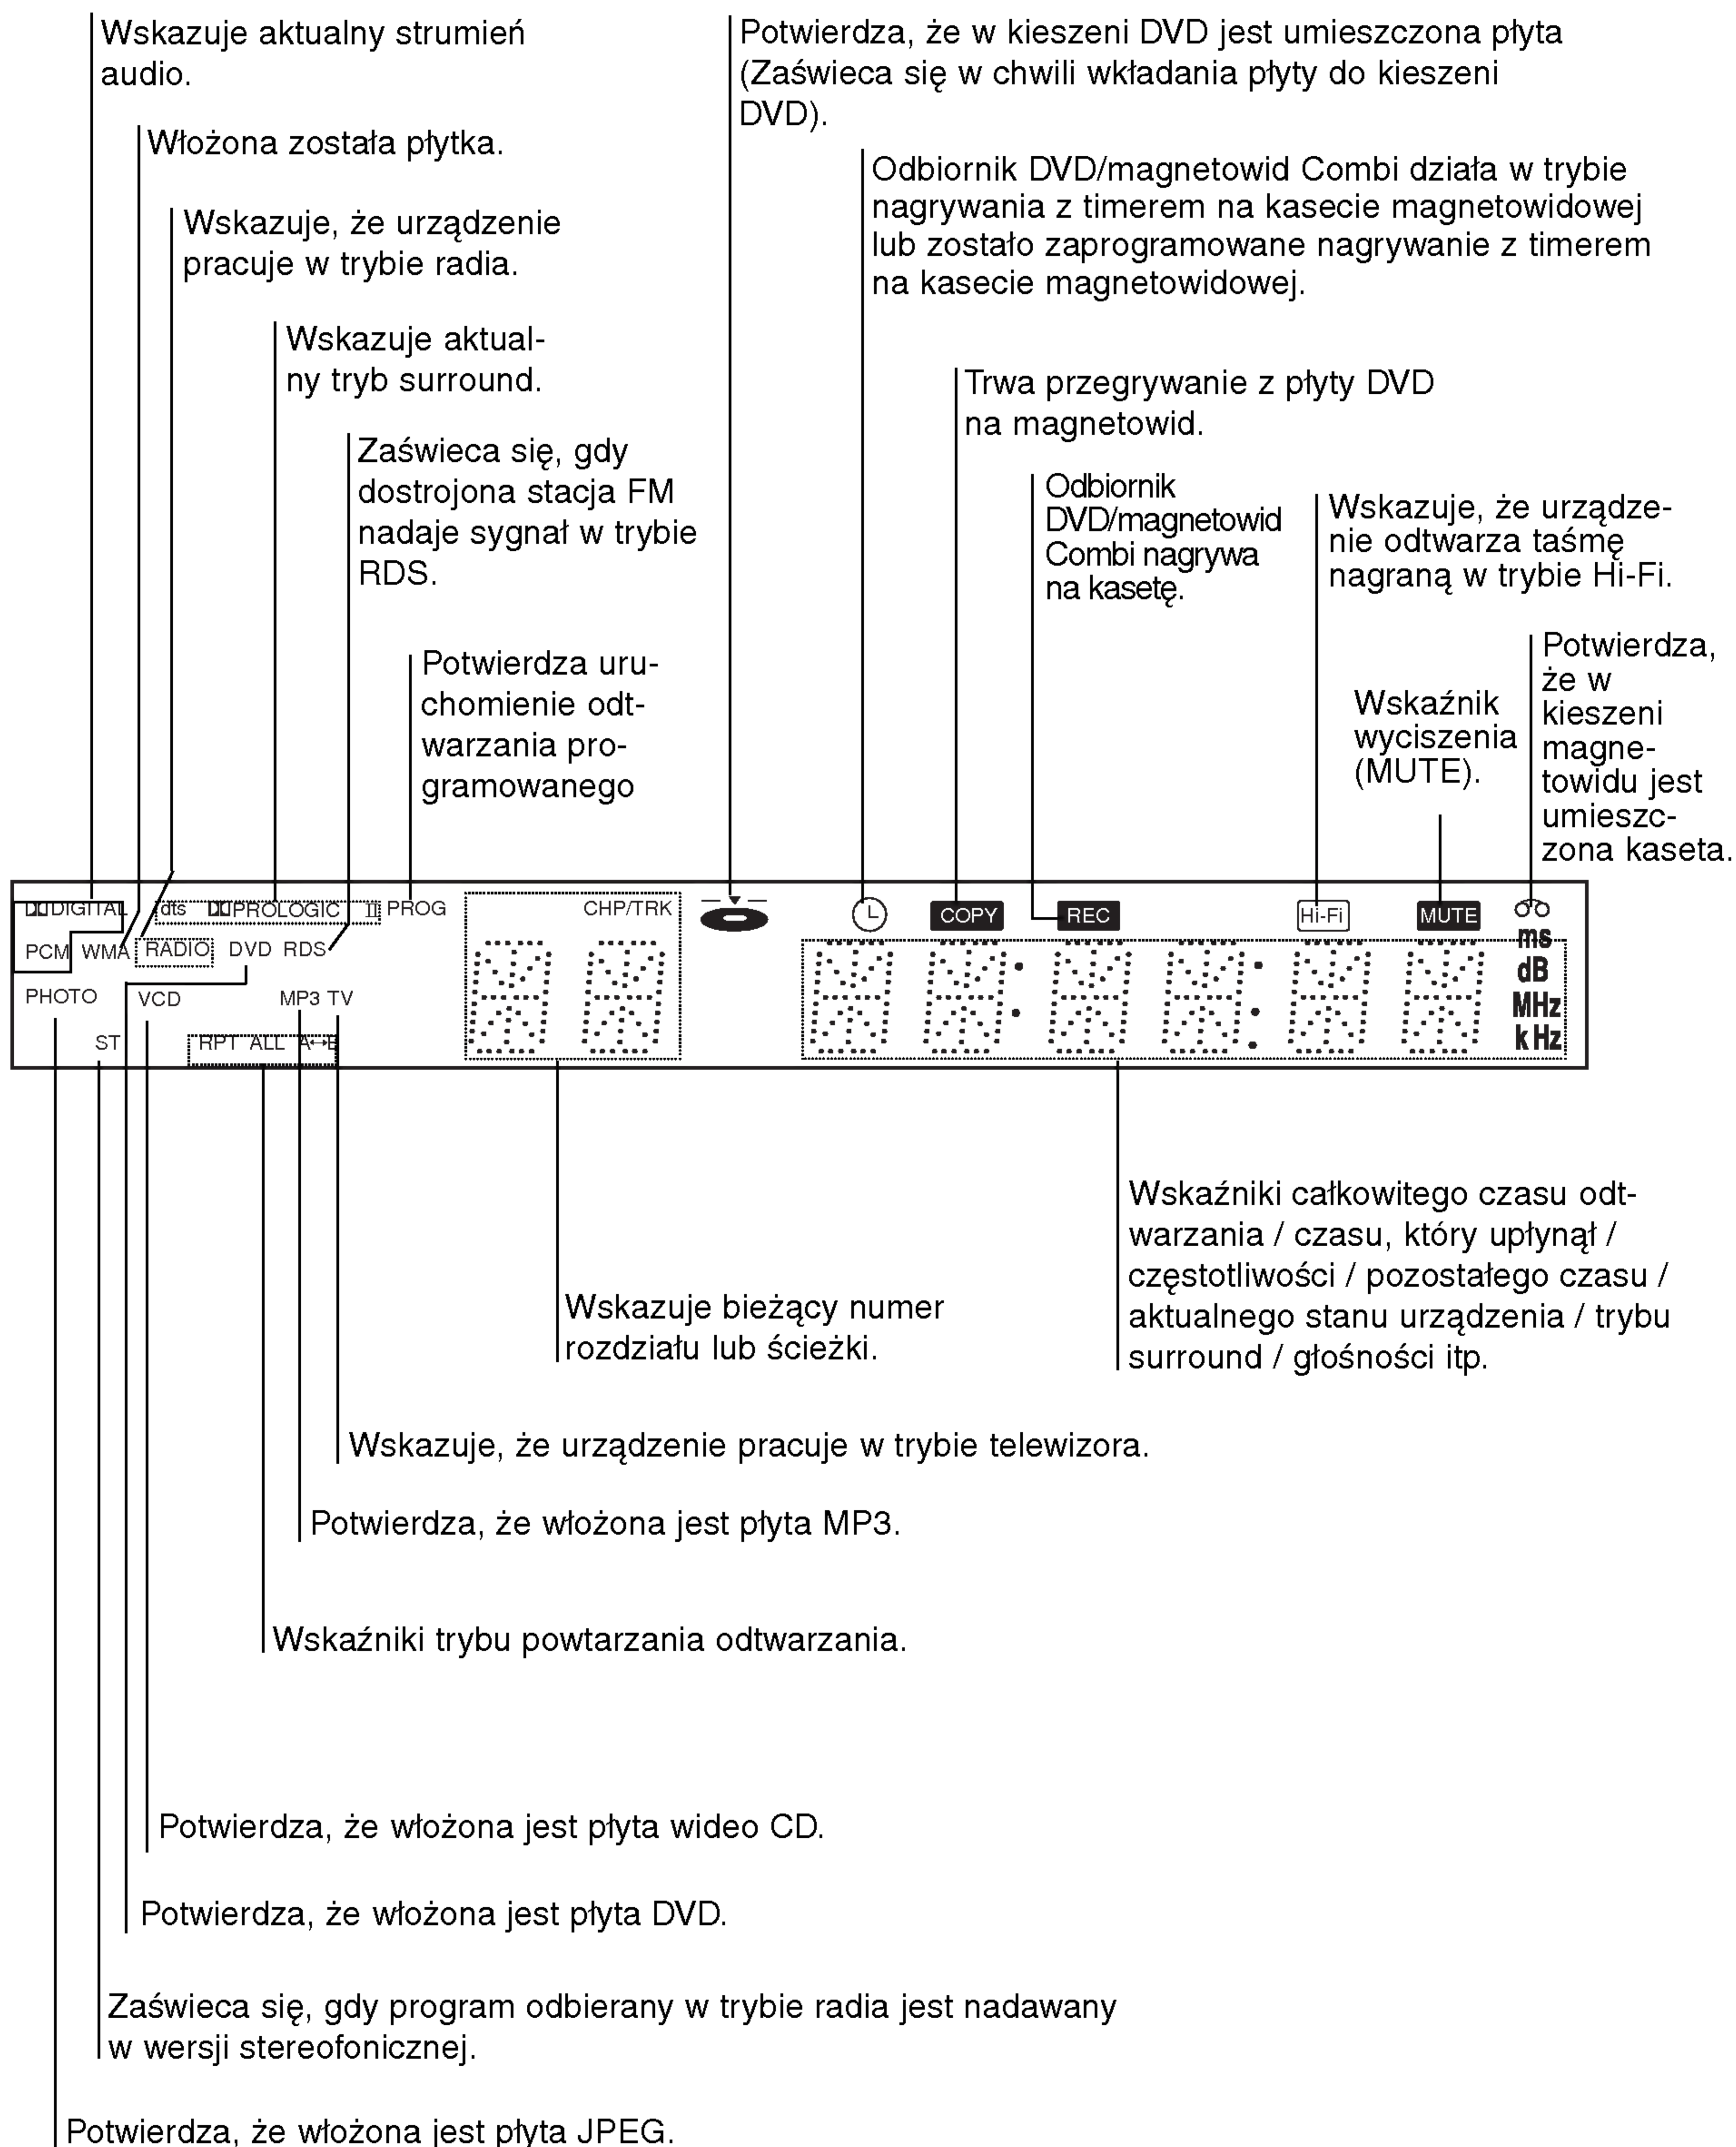 Wskazuje aktualny strumień
audio.
Potwierdza, że w kieszeni DVD jest umieszczona płyta
(Zaświeca się w chwili wkładania płyty do kieszeni
DVD).
Włożona została płytka.
Odbiornik DVD/magnetowid Combi działa w trybie
nagrywania z timerem na kasecie magnetowidowej
lub zostało zaprogramowane nagrywanie z timerem
na kasecie magnetowidowej.
Wskazuje, że urządzenie
pracuje w trybie radia.
Wskazuje aktual-
ny tryb surround.
Trwa przegrywanie z płyty DVD
na magnetowid.
Zaświeca się, gdy
dostrojona stacja FM
nadaje sygnał w trybie
RDS.
Odbiornik
DVD/magnetowid
Combi nagrywa
na kasetę.
Wskazuje, że urządze-
nie odtwarza taśmę
nagraną w trybie Hi-Fi.
Potwierdza uru-
chomienie odt-
warzania pro-
gramowanego
Wskaźnik
wyciszenia
(MUTE).
Potwierdza,
że w
kieszeni
magne-
towidu jest
umieszc-
zona kaseta.
DIGITAL dts PROLOGIC II PROG CHP/TRK COPY REC Hi-Fi MUTE
PCM WMA RADIO DVD RDS
PHOTO VCD MP3 TV
ST RPT ALL A↔B
ms
dB
MHz
kHz
Wskaźniki całkowitego czasu odt-
warzania / czasu, który upłynął /
częstotliwości / pozostałego czasu /
aktualnego stanu urządzenia / trybu
surround / głośności itp.
Wskazuje bieżący numer
rozdziału lub ścieżki.
Wskazuje, że urządzenie pracuje w trybie telewizora.
Potwierdza, że włożona jest płyta MP3.
Wskaźniki trybu powtarzania odtwarzania.
Potwierdza, że włożona jest płyta wideo CD.
Potwierdza, że włożona jest płyta DVD.
Zaświeca się, gdy program odbierany w trybie radia jest nadawany
w wersji stereofonicznej.
Potwierdza, że włożona jest płyta JPEG.